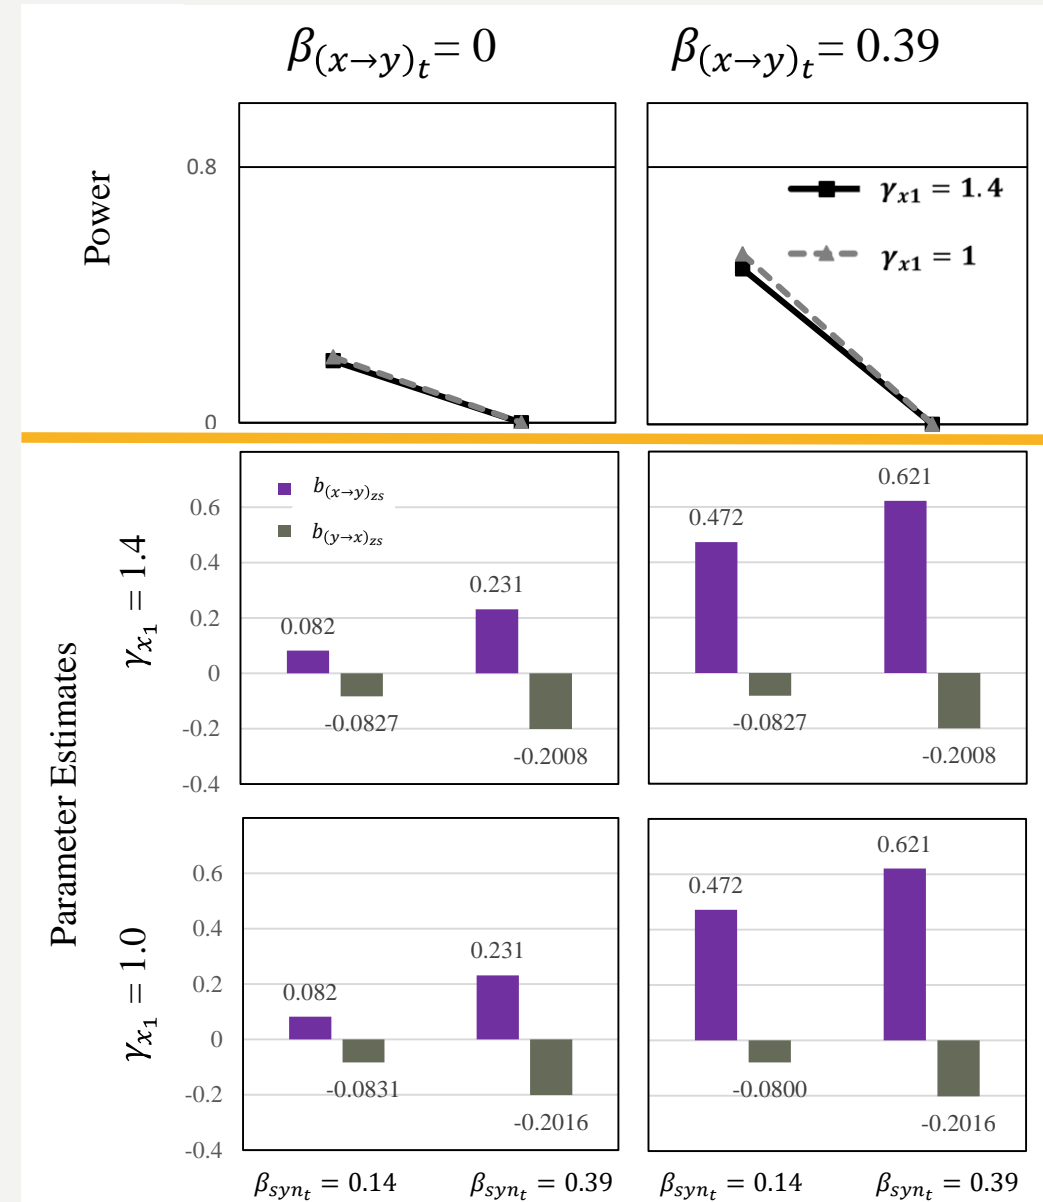 β(x→y)t = 0
β(x→y)t = 0.39
Power
0.8
0
γx1 = 1.4
γx1 = 1
Parameter Estimates
γx1 = 1.4
0.6
0.4
0.2
0
-0.2
-0.4
b(x→y)zs
b(y→x)zs
0.082
-0.0827
0.231
-0.2008
0.472
-0.0827
0.621
-0.2008
γx1 = 1.0
0.6
0.4
0.2
0
-0.2
-0.4
0.082
-0.0831
0.231
-0.2016
0.472
-0.0800
0.621
-0.2016
βsynt = 0.14
βsynt = 0.39
βsynt = 0.14
βsynt = 0.39